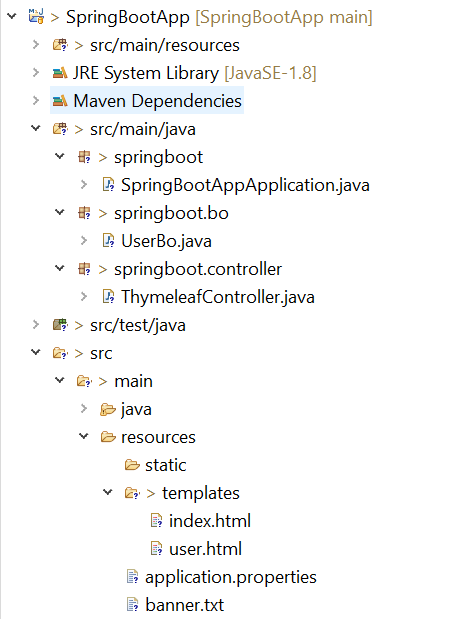 > SpringBootApp [SpringBootApp main]
> src/main/resources
JRE System Library [JavaSE-1.8]
Maven Dependencies
> src/main/java
> springboot
SpringBootAppApplication.java
> springboot.bo
UserBo.java
> springboot.controller
ThymeleafController.java
> src/test/java
> src
> main
java
resources
static
> templates
index.html
user.html
application.properties
banner.txt